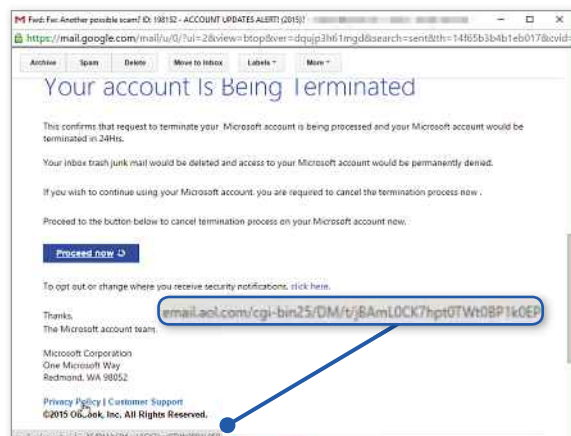 Fwd: Fw: Another possible scam? ID: 198152 - ACCOUNT UPDATES ALERT! (2015)!
https://mail.google.com/mail/u/0/?ui=2&view=btop&ver=dqujp3h61mgd&search=sent&th=14f65b3b4b1eb017&cvid=
Archive Spam Delete Move to Inbox Labels More
Your account Is Being Terminated
This confirms that request to terminate your Microsoft account is being processed and your Microsoft account would be
terminated in 24Hrs.
Your inbox trash junk mail would be deleted and access to your Microsoft account would be permanently denied.
If you wish to continue using your Microsoft account. you are required to cancel the termination process now .
Proceed to the button below to cancel termination process on your Microsoft account now.
Proceed now
To opt out or change where you receive security notifications, click here.
email.aol.com/cgi-bin25/DM/t/jBAmL0CK7hpt0TWt0BP1k0EP
Thanks,
The Microsoft account team.
Microsoft Corporation
One Microsoft Way
Redmond, WA 98052
Privacy Policy | Customer Support
©2015 Inc. All Rights Reserved.